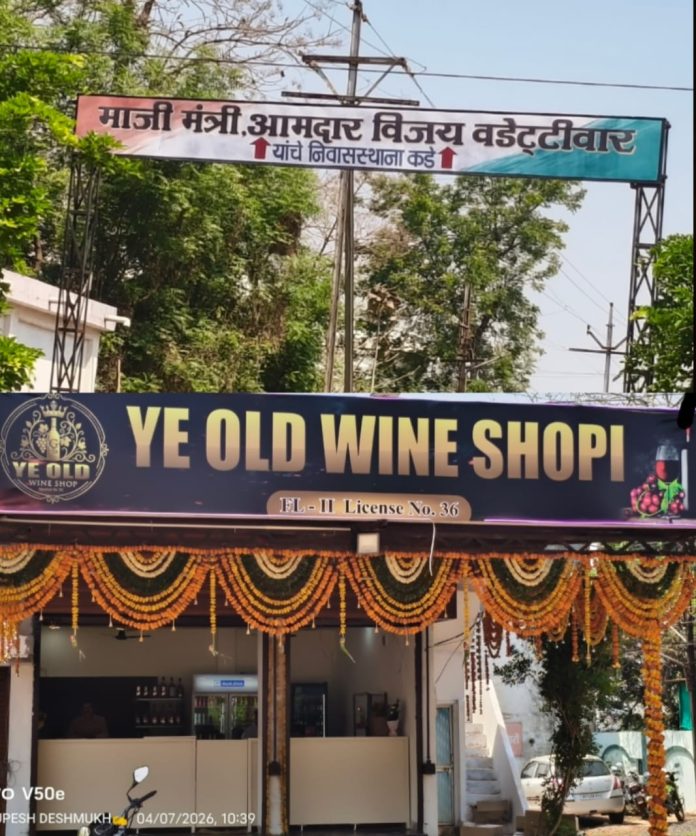 माजी मंत्री,आमदार विजय वडेट्टीवार
यांचे निवासस्थाना कडे
YE OLD
WINE SHOP
YE OLD WINE SHOPI
FL - II License No. 36
V50e
UPESH DESHMUKH
04/07/2026, 10:39